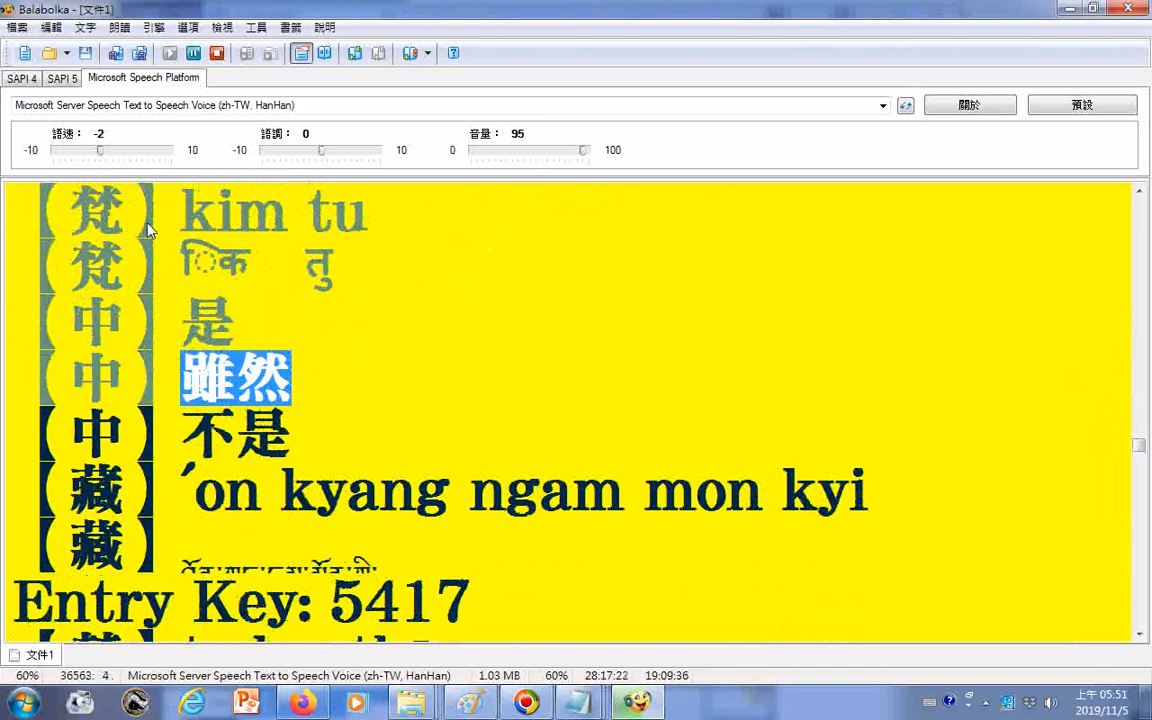 Balabolka - [文件1]
檔案 編輯 文字 朗讀 引擎 選項 檢視 工具 書籤 說明
SAPI 4 SAPI 5 Microsoft Speech Platform
Microsoft Server Speech Text to Speech Voice (zh-TW, HanHan) 關於 預設
語速： -2 語調： 0 音量： 95
-10 10 -10 10 0 100
【梵】 kim tu
【梵】 िक तु
【中】 是
【中】 雖然
【中】 不是
【藏】 ´on kyang ngam mon kyi
【藏】
Entry Key: 5417
文件1
60% 36563: 4. Microsoft Server Speech Text to Speech Voice (zh-TW, HanHan) 1.03 MB 60% 28:17:22 19:09:36
上午 05:51
2019/11/5